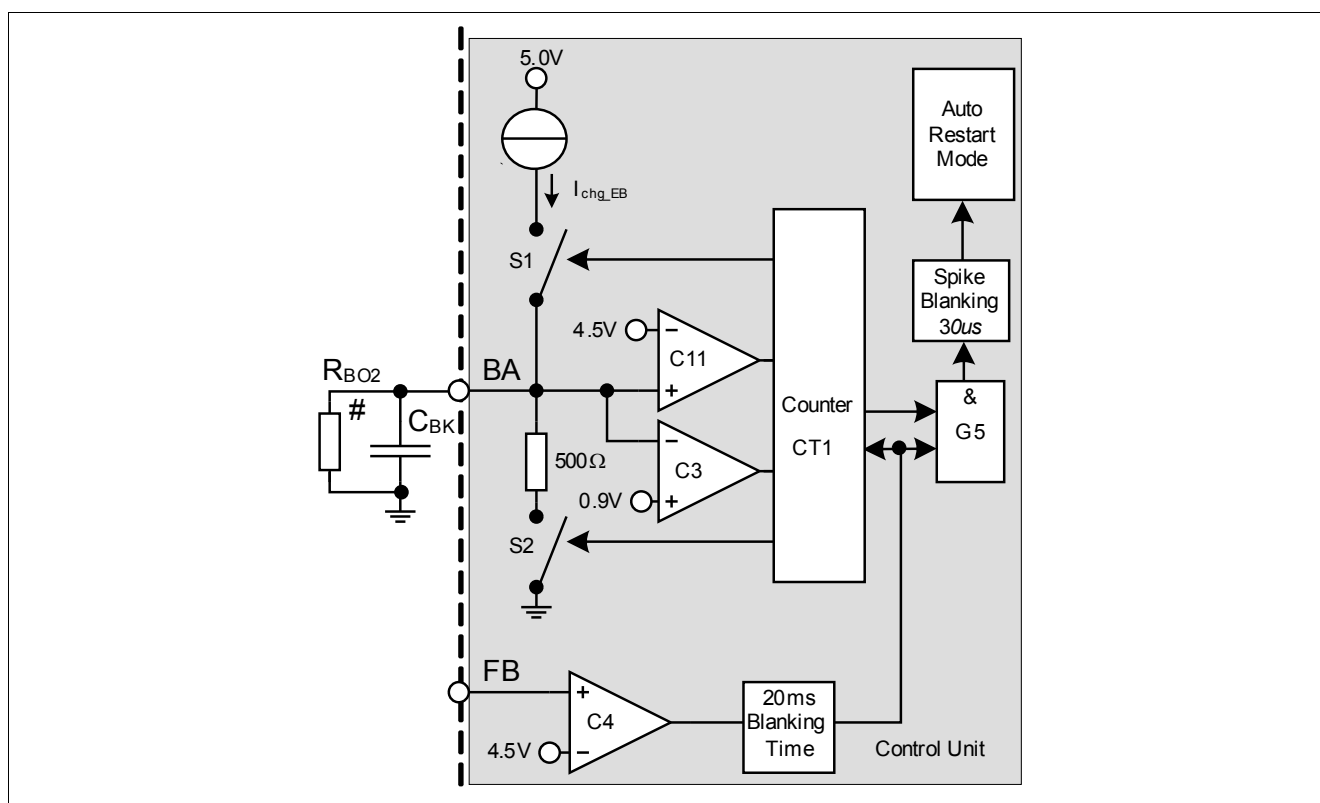 5.0V
Auto
Restart
Mode
Ichg_EB
S1
Spike
Blanking
30us
4.5V
C11
RBO2
BA
#
CBK
Counter
CT1
&
G5
500Ω
C3
0.9V
S2
FB
20ms
Blanking
Time
C4
4.5V
Control Unit